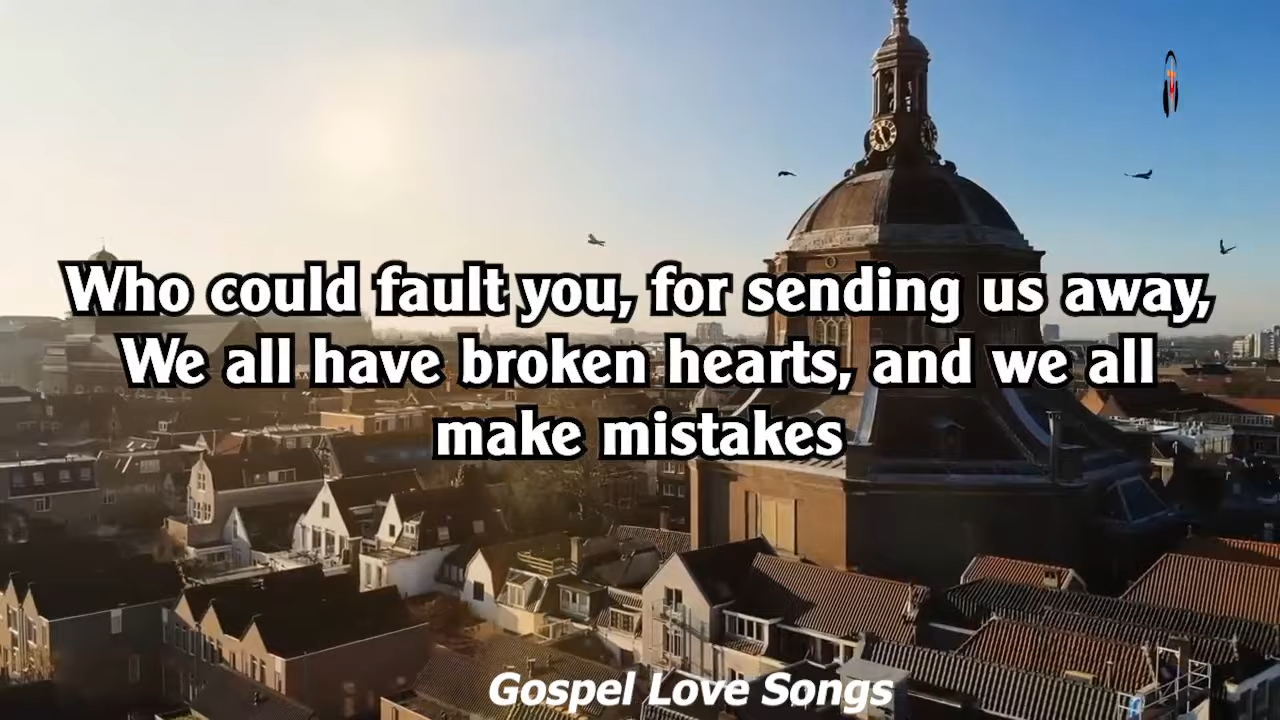 Who could fault you, for sending us away,
We all have broken hearts, and we all
make mistakes
Gospel Love Songs